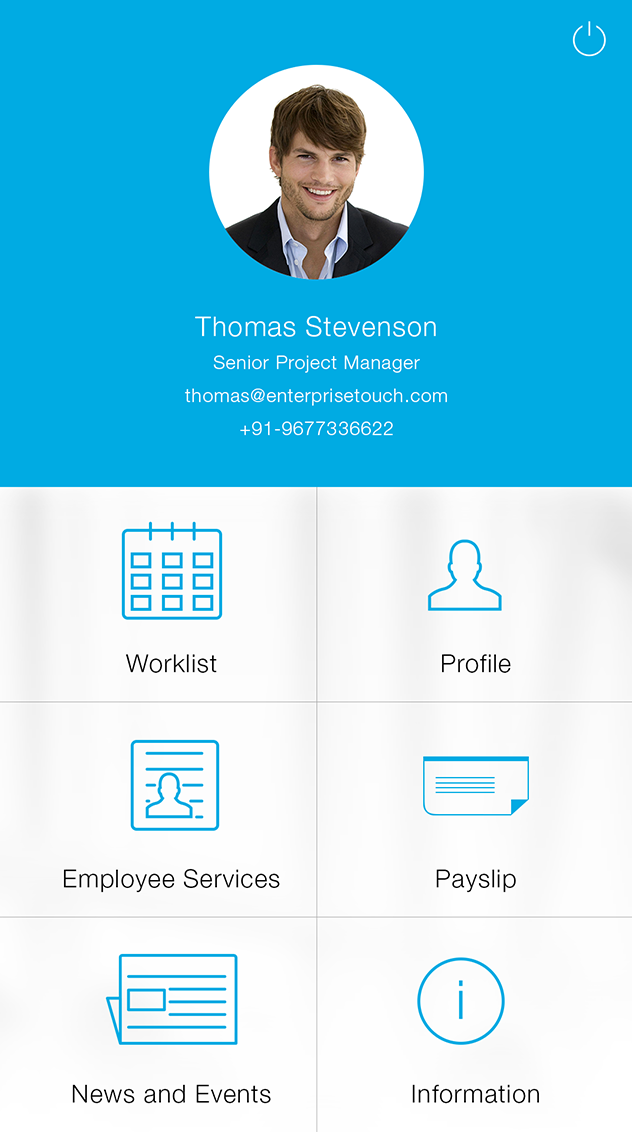 Thomas Stevenson
Senior Project Manager
thomas@enterprisetouch.com
+91-9677336622
Worklist
Profile
Employee Services
Payslip
News and Events
Information